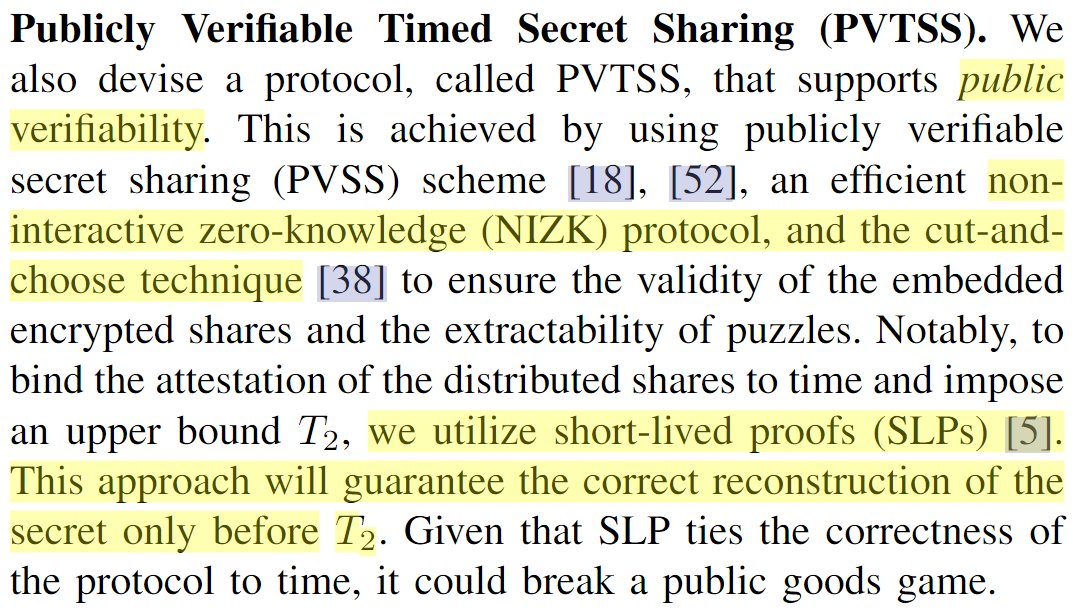 Publicly Verifiable Timed Secret Sharing (PVTSS). We
also devise a protocol, called PVTSS, that supports public
verifiability. This is achieved by using publicly verifiable
secret sharing (PVSS) scheme [18], [52], an efficient non-
interactive zero-knowledge (NIZK) protocol, and the cut-and-
choose technique [38] to ensure the validity of the embedded
encrypted shares and the extractability of puzzles. Notably, to
bind the attestation of the distributed shares to time and impose
an upper bound T₂, we utilize short-lived proofs (SLPs) [5].
This approach will guarantee the correct reconstruction of the
secret only before T₂. Given that SLP ties the correctness of
the protocol to time, it could break a public goods game.